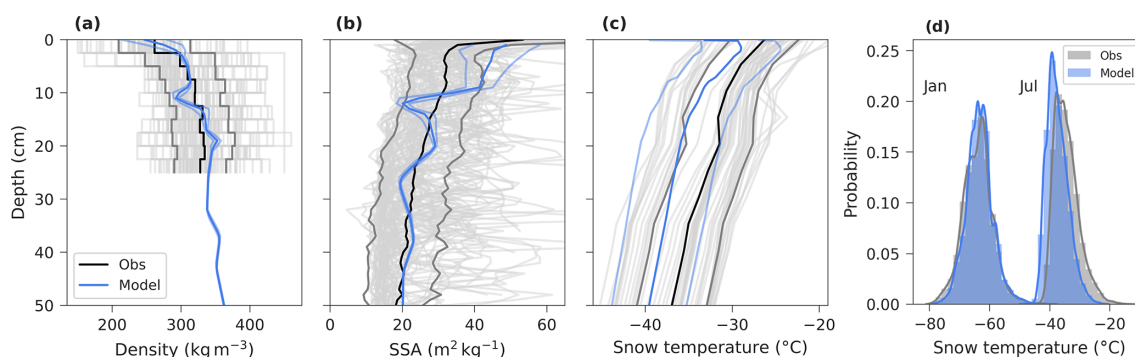 (a)
(b)
(c)
(d)
0
10
20
30
40
50
Depth (cm)
200
300
400
Density (kg m⁻³)
Obs
Model
0
20
40
60
SSA (m² kg⁻¹)
−40
−30
−20
Snow temperature (°C)
0.25
0.20
0.15
0.10
0.05
0.00
Probability
Jan
Jul
Obs
Model
−80
−60
−40
−20
Snow temperature (°C)